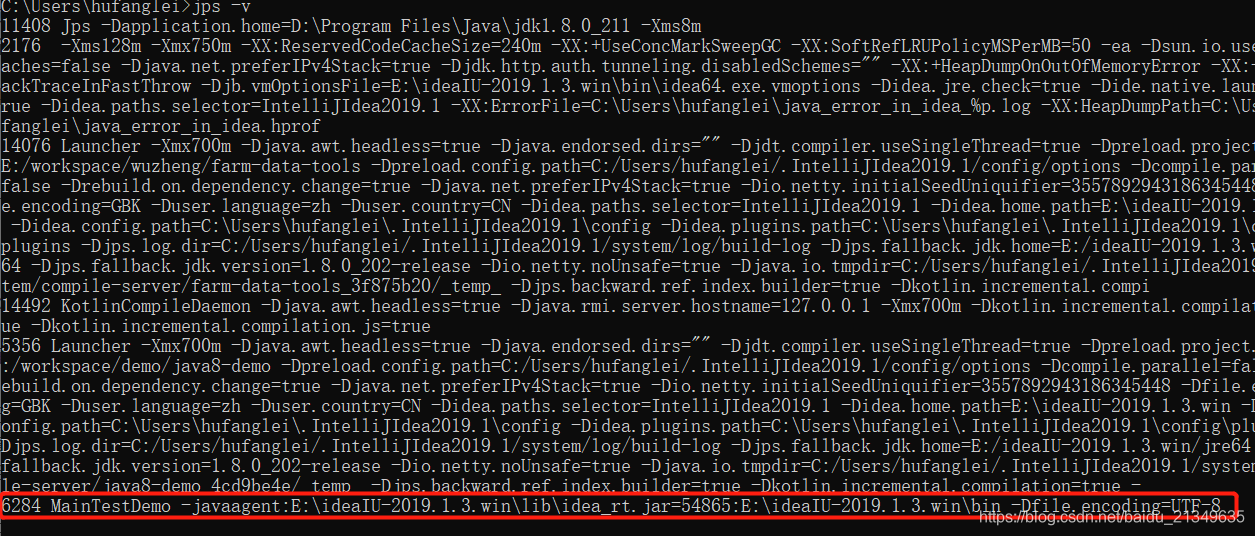 C:\Users\hufanglei>jps -v
11408 Jps -Dapplication.home=D:\Program Files\Java\jdk1.8.0_211 -Xms8m
2176  -Xms128m -Xmx750m -XX:ReservedCodeCacheSize=240m -XX:+UseConcMarkSweepGC -XX:SoftRefLRUPolicyMSPerMB=50 -ea -Dsun.io.use
aches=false -Djava.net.preferIPv4Stack=true -Djdk.http.auth.tunneling.disabledSchemes="" -XX:+HeapDumpOnOutOfMemoryError -XX:-
ackTraceInFastThrow -Djb.vmOptionsFile=E:\ideaIU-2019.1.3.win\bin\idea64.exe.vmoptions -Didea.jre.check=true -Dide.native.laun
rue -Didea.paths.selector=IntelliJIdea2019.1 -XX:ErrorFile=C:\Users\hufanglei\java_error_in_idea_%p.log -XX:HeapDumpPath=C:\Us
fanglei\java_error_in_idea.hprof
14076 Launcher -Xmx700m -Djava.awt.headless=true -Djava.endorsed.dirs="" -Djdt.compiler.useSingleThread=true -Dpreload.project
E:/workspace/wuzheng/farm-data-tools -Dpreload.config.path=C:/Users/hufanglei/.IntelliJIdea2019.1/config/options -Dcompile.par
false -Drebuild.on.dependency.change=true -Djava.net.preferIPv4Stack=true -Dio.netty.initialSeedUniquifier=3557892943186345448
e.encoding=GBK -Duser.language=zh -Duser.country=CN -Didea.paths.selector=IntelliJIdea2019.1 -Didea.home.path=E:\ideaIU-2019.1
 -Didea.config.path=C:\Users\hufanglei\.IntelliJIdea2019.1\config -Didea.plugins.path=C:\Users\hufanglei\.IntelliJIdea2019.1\c
plugins -Djps.log.dir=C:/Users/hufanglei/.IntelliJIdea2019.1/system/log/build-log -Djps.fallback.jdk.home=E:/ideaIU-2019.1.3.w
64 -Djps.fallback.jdk.version=1.8.0_202-release -Dio.netty.noUnsafe=true -Djava.io.tmpdir=C:/Users/hufanglei/.IntelliJIdea2019
tem/compile-server/farm-data-tools_3f875b20/_temp_ -Djps.backward.ref.index.builder=true -Dkotlin.incremental.compi
14492 KotlinCompileDaemon -Djava.awt.headless=true -Djava.rmi.server.hostname=127.0.0.1 -Xmx700m -Dkotlin.incremental.compilat
ue -Dkotlin.incremental.compilation.js=true
5356 Launcher -Xmx700m -Djava.awt.headless=true -Djava.endorsed.dirs="" -Djdt.compiler.useSingleThread=true -Dpreload.project.
:/workspace/demo/java8-demo -Dpreload.config.path=C:/Users/hufanglei/.IntelliJIdea2019.1/config/options -Dcompile.parallel=fal
ebuild.on.dependency.change=true -Djava.net.preferIPv4Stack=true -Dio.netty.initialSeedUniquifier=3557892943186345448 -Dfile.e
g=GBK -Duser.language=zh -Duser.country=CN -Didea.paths.selector=IntelliJIdea2019.1 -Didea.home.path=E:\ideaIU-2019.1.3.win -D
onfig.path=C:\Users\hufanglei\.IntelliJIdea2019.1\config -Didea.plugins.path=C:\Users\hufanglei\.IntelliJIdea2019.1\config\plu
Djps.log.dir=C:/Users/hufanglei/.IntelliJIdea2019.1/system/log/build-log -Djps.fallback.jdk.home=E:/ideaIU-2019.1.3.win/jre64
fallback.jdk.version=1.8.0_202-release -Dio.netty.noUnsafe=true -Djava.io.tmpdir=C:/Users/hufanglei/.IntelliJIdea2019.1/system
le-server/java8-demo_4cd9be4e/_temp_ -Djps.backward.ref.index.builder=true -Dkotlin.incremental.compilation=true -
6284 MainTestDemo -javaagent:E:\ideaIU-2019.1.3.win\lib\idea_rt.jar=54865:E:\ideaIU-2019.1.3.win\bin -Dfile.encoding=UTF-8
https://blog.csdn.net/baidu_21349635